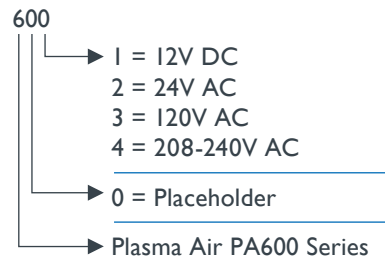 600
1 = 12V DC
2 = 24V AC
3 = 120V AC
4 = 208-240V AC
0 = Placeholder
Plasma Air PA600 Series